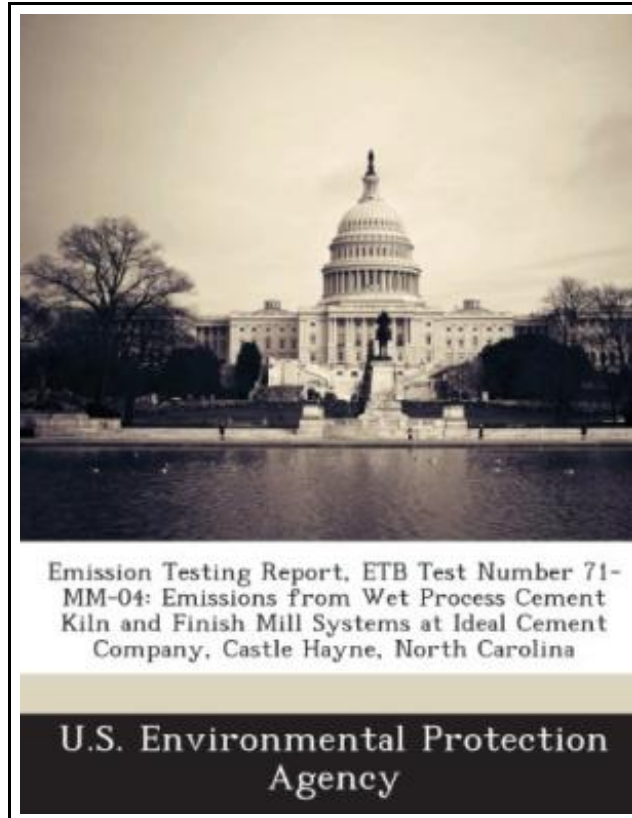 Emission Testing Report, ETB Test Number 71-
MM-04: Emissions from Wet Process Cement
Kiln and Finish Mill Systems at Ideal Cement
Company, Castle Hayne, North Carolina
U.S. Environmental Protection
Agency